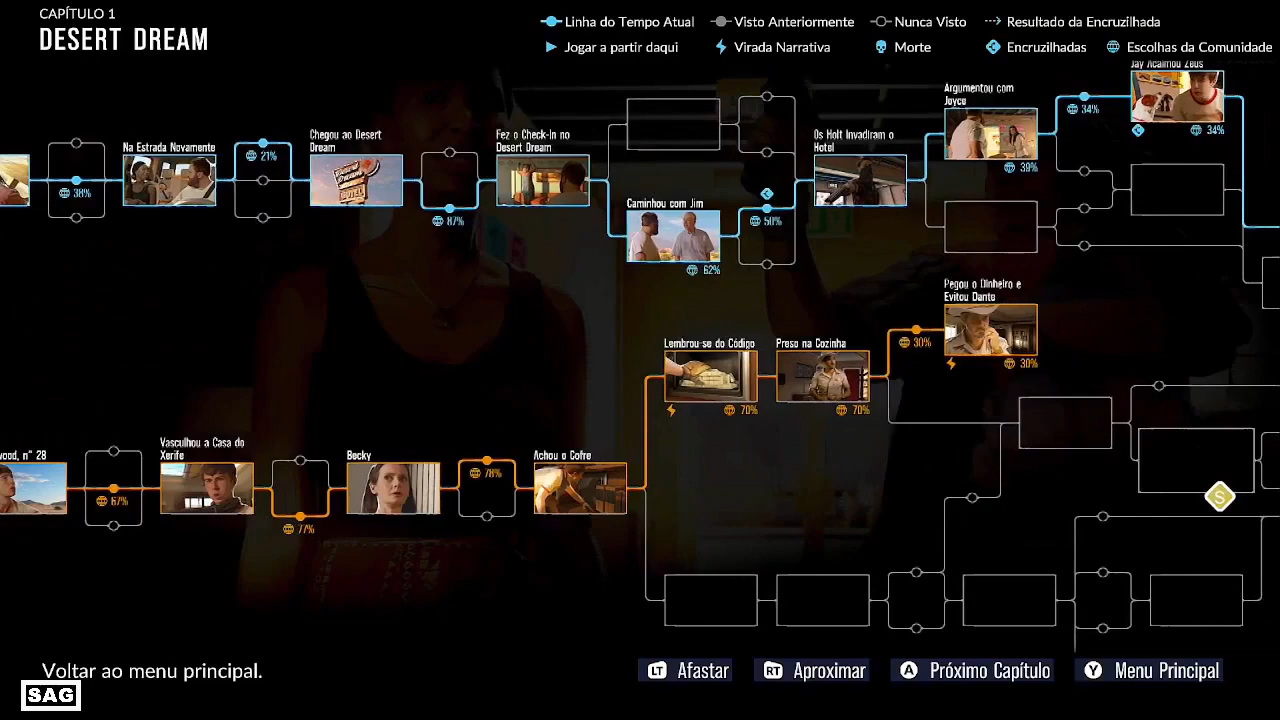 CAPÍTULO 1
DESERT DREAM
Linha do Tempo Atual
Visto Anteriormente
Nunca Visto
Resultado da Encruzilhada
Jogar a partir daqui
Virada Narrativa
Morte
Encruzilhadas
Escolhas da Comunidade
Jay Acalmou Zeus
34%
34%
Argumentou com
Joyce
39%
Na Estrada Novamente
38%
21%
Chegou ao Desert
Dream
87%
Fez o Check-In no
Desert Dream
Caminhou com Jim
62%
50%
Os Holt Invadiram o
Hotel
Pegou o Dinheiro e
Evitou Dante
30%
30%
Lembrou-se do Código
70%
Preso na Cozinha
70%
wood, n° 28
67%
Vasculhou a Casa do
Xerife
77%
Becky
78%
Achou o Cofre
S
Voltar ao menu principal.
LT Afastar
RT Aproximar
A Próximo Capítulo
Y Menu Principal
SAG